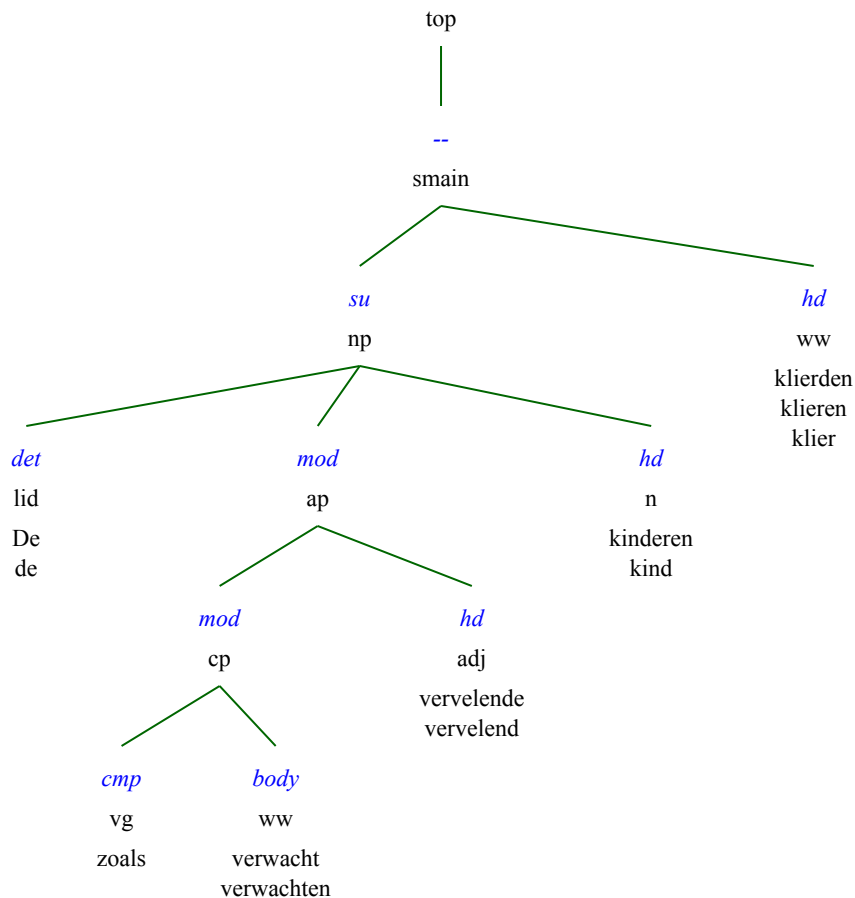 top
--
smain
su hd
np ww
klierden
klieren
klier
det mod hd
lid ap n
De kinderen
de kind
mod hd
cp adj
vervelende
vervelend
cmp body
vg ww
zoals verwacht
verwachten